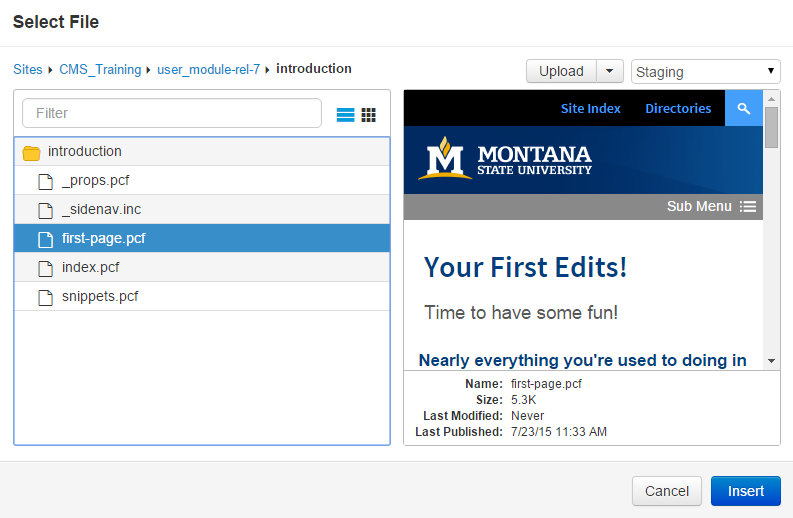 Select File
Sites CMS_Training user_module-rel-7 introduction
Upload
Staging
Filter
introduction
_props.pcf
_sidenav.inc
first-page.pcf
index.pcf
snippets.pcf
Site Index Directories
MONTANA
STATE UNIVERSITY
Sub Menu
Your First Edits!
Time to have some fun!
Nearly everything you're used to doing in
Name: first-page.pcf
Size: 5.3K
Last Modified: Never
Last Published: 7/23/15 11:33 AM
Cancel Insert